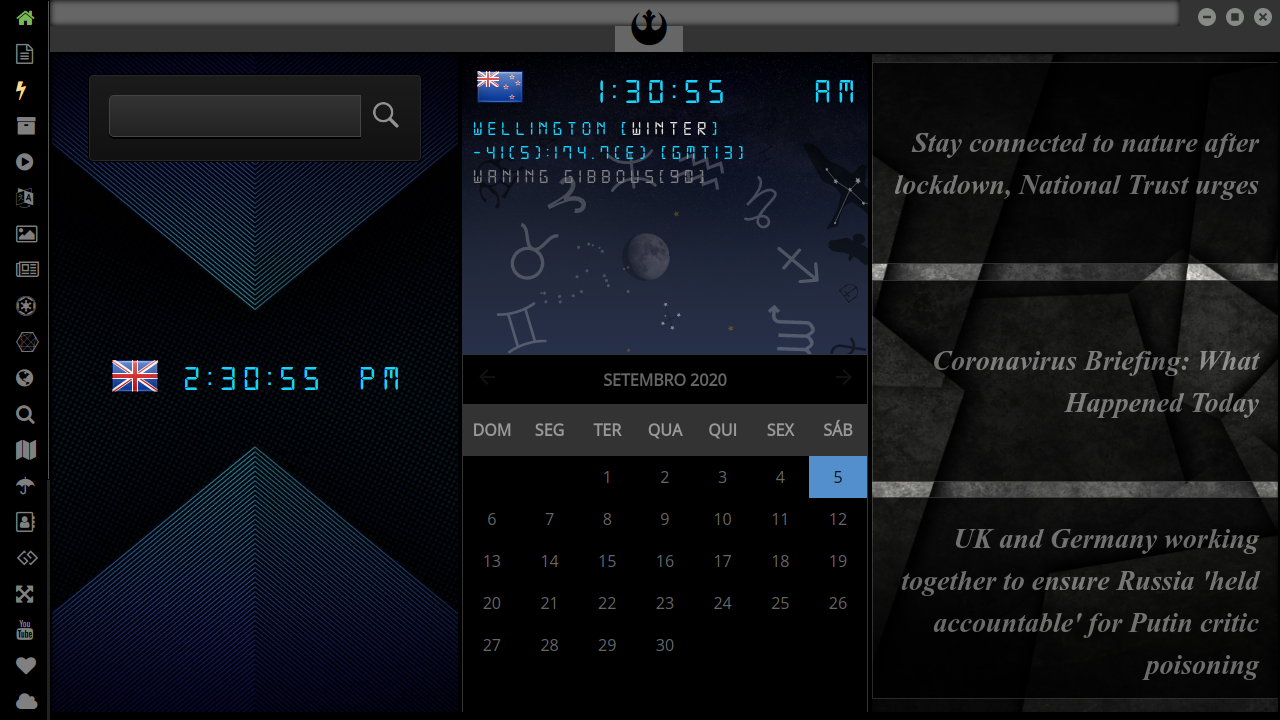 1:30:55 AM
WELLINGTON [WINTER]
-41(S):174.7(E) [GMT13]
WANING GIBBOUS[90]
2:30:55 PM
SETEMBRO 2020
DOM SEG TER QUA QUI SEX SÁB
1 2 3 4 5
6 7 8 9 10 11 12
13 14 15 16 17 18 19
20 21 22 23 24 25 26
27 28 29 30
Stay connected to nature after
lockdown, National Trust urges
Coronavirus Briefing: What
Happened Today
UK and Germany working
together to ensure Russia 'held
accountable' for Putin critic
poisoning
You
Tube